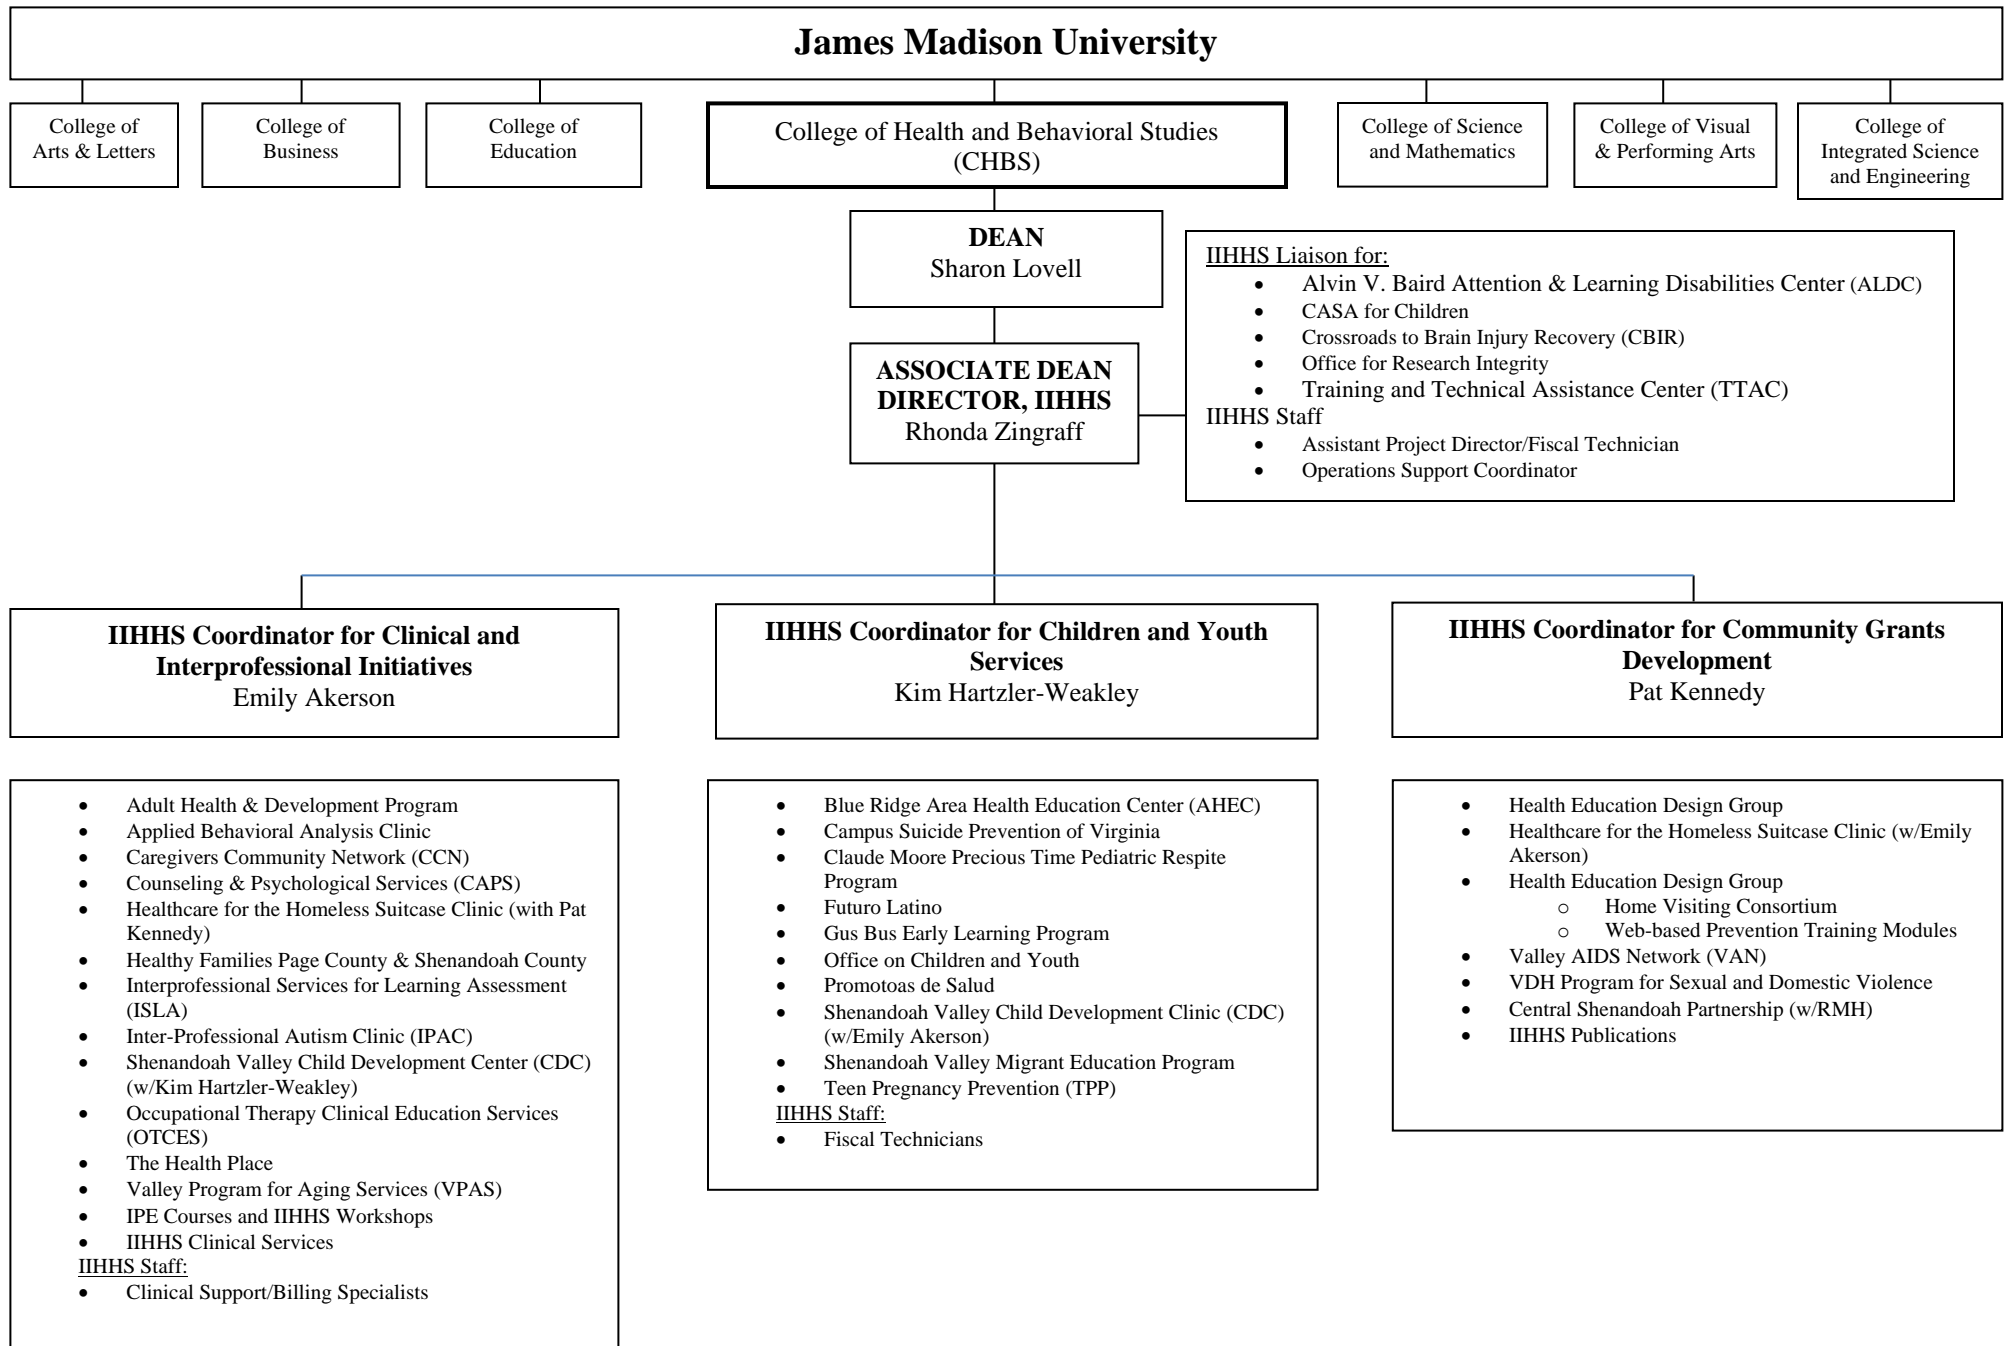 James Madison University
College of
Arts & Letters
College of
Business
College of
Education
College of Health and Behavioral Studies
(CHBS)
College of Science
and Mathematics
College of Visual
& Performing Arts
College of
Integrated Science
and Engineering
DEAN
Sharon Lovell
ASSOCIATE DEAN
DIRECTOR, IIHHS
Rhonda Zingraff
IIHHS Liaison for:
• Alvin V. Baird Attention & Learning Disabilities Center (ALDC)
• CASA for Children
• Crossroads to Brain Injury Recovery (CBIR)
• Office for Research Integrity
• Training and Technical Assistance Center (TTAC)
IIHHS Staff
• Assistant Project Director/Fiscal Technician
• Operations Support Coordinator
IIHHS Coordinator for Clinical and
Interprofessional Initiatives
Emily Akerson
IIHHS Coordinator for Children and Youth
Services
Kim Hartzler-Weakley
IIHHS Coordinator for Community Grants
Development
Pat Kennedy
• Adult Health & Development Program
• Applied Behavioral Analysis Clinic
• Caregivers Community Network (CCN)
• Counseling & Psychological Services (CAPS)
• Healthcare for the Homeless Suitcase Clinic (with Pat
Kennedy)
• Healthy Families Page County & Shenandoah County
• Interprofessional Services for Learning Assessment
(ISLA)
• Inter-Professional Autism Clinic (IPAC)
• Shenandoah Valley Child Development Center (CDC)
(w/Kim Hartzler-Weakley)
• Occupational Therapy Clinical Education Services
(OTCES)
• The Health Place
• Valley Program for Aging Services (VPAS)
• IPE Courses and IIHHS Workshops
• IIHHS Clinical Services
IIHHS Staff:
• Clinical Support/Billing Specialists
• Blue Ridge Area Health Education Center (AHEC)
• Campus Suicide Prevention of Virginia
• Claude Moore Precious Time Pediatric Respite
Program
• Futuro Latino
• Gus Bus Early Learning Program
• Office on Children and Youth
• Promotoas de Salud
• Shenandoah Valley Child Development Clinic (CDC)
(w/Emily Akerson)
• Shenandoah Valley Migrant Education Program
• Teen Pregnancy Prevention (TPP)
IIHHS Staff:
• Fiscal Technicians
• Health Education Design Group
• Healthcare for the Homeless Suitcase Clinic (w/Emily
Akerson)
• Health Education Design Group
o Home Visiting Consortium
o Web-based Prevention Training Modules
• Valley AIDS Network (VAN)
• VDH Program for Sexual and Domestic Violence
• Central Shenandoah Partnership (w/RMH)
• IIHHS Publications